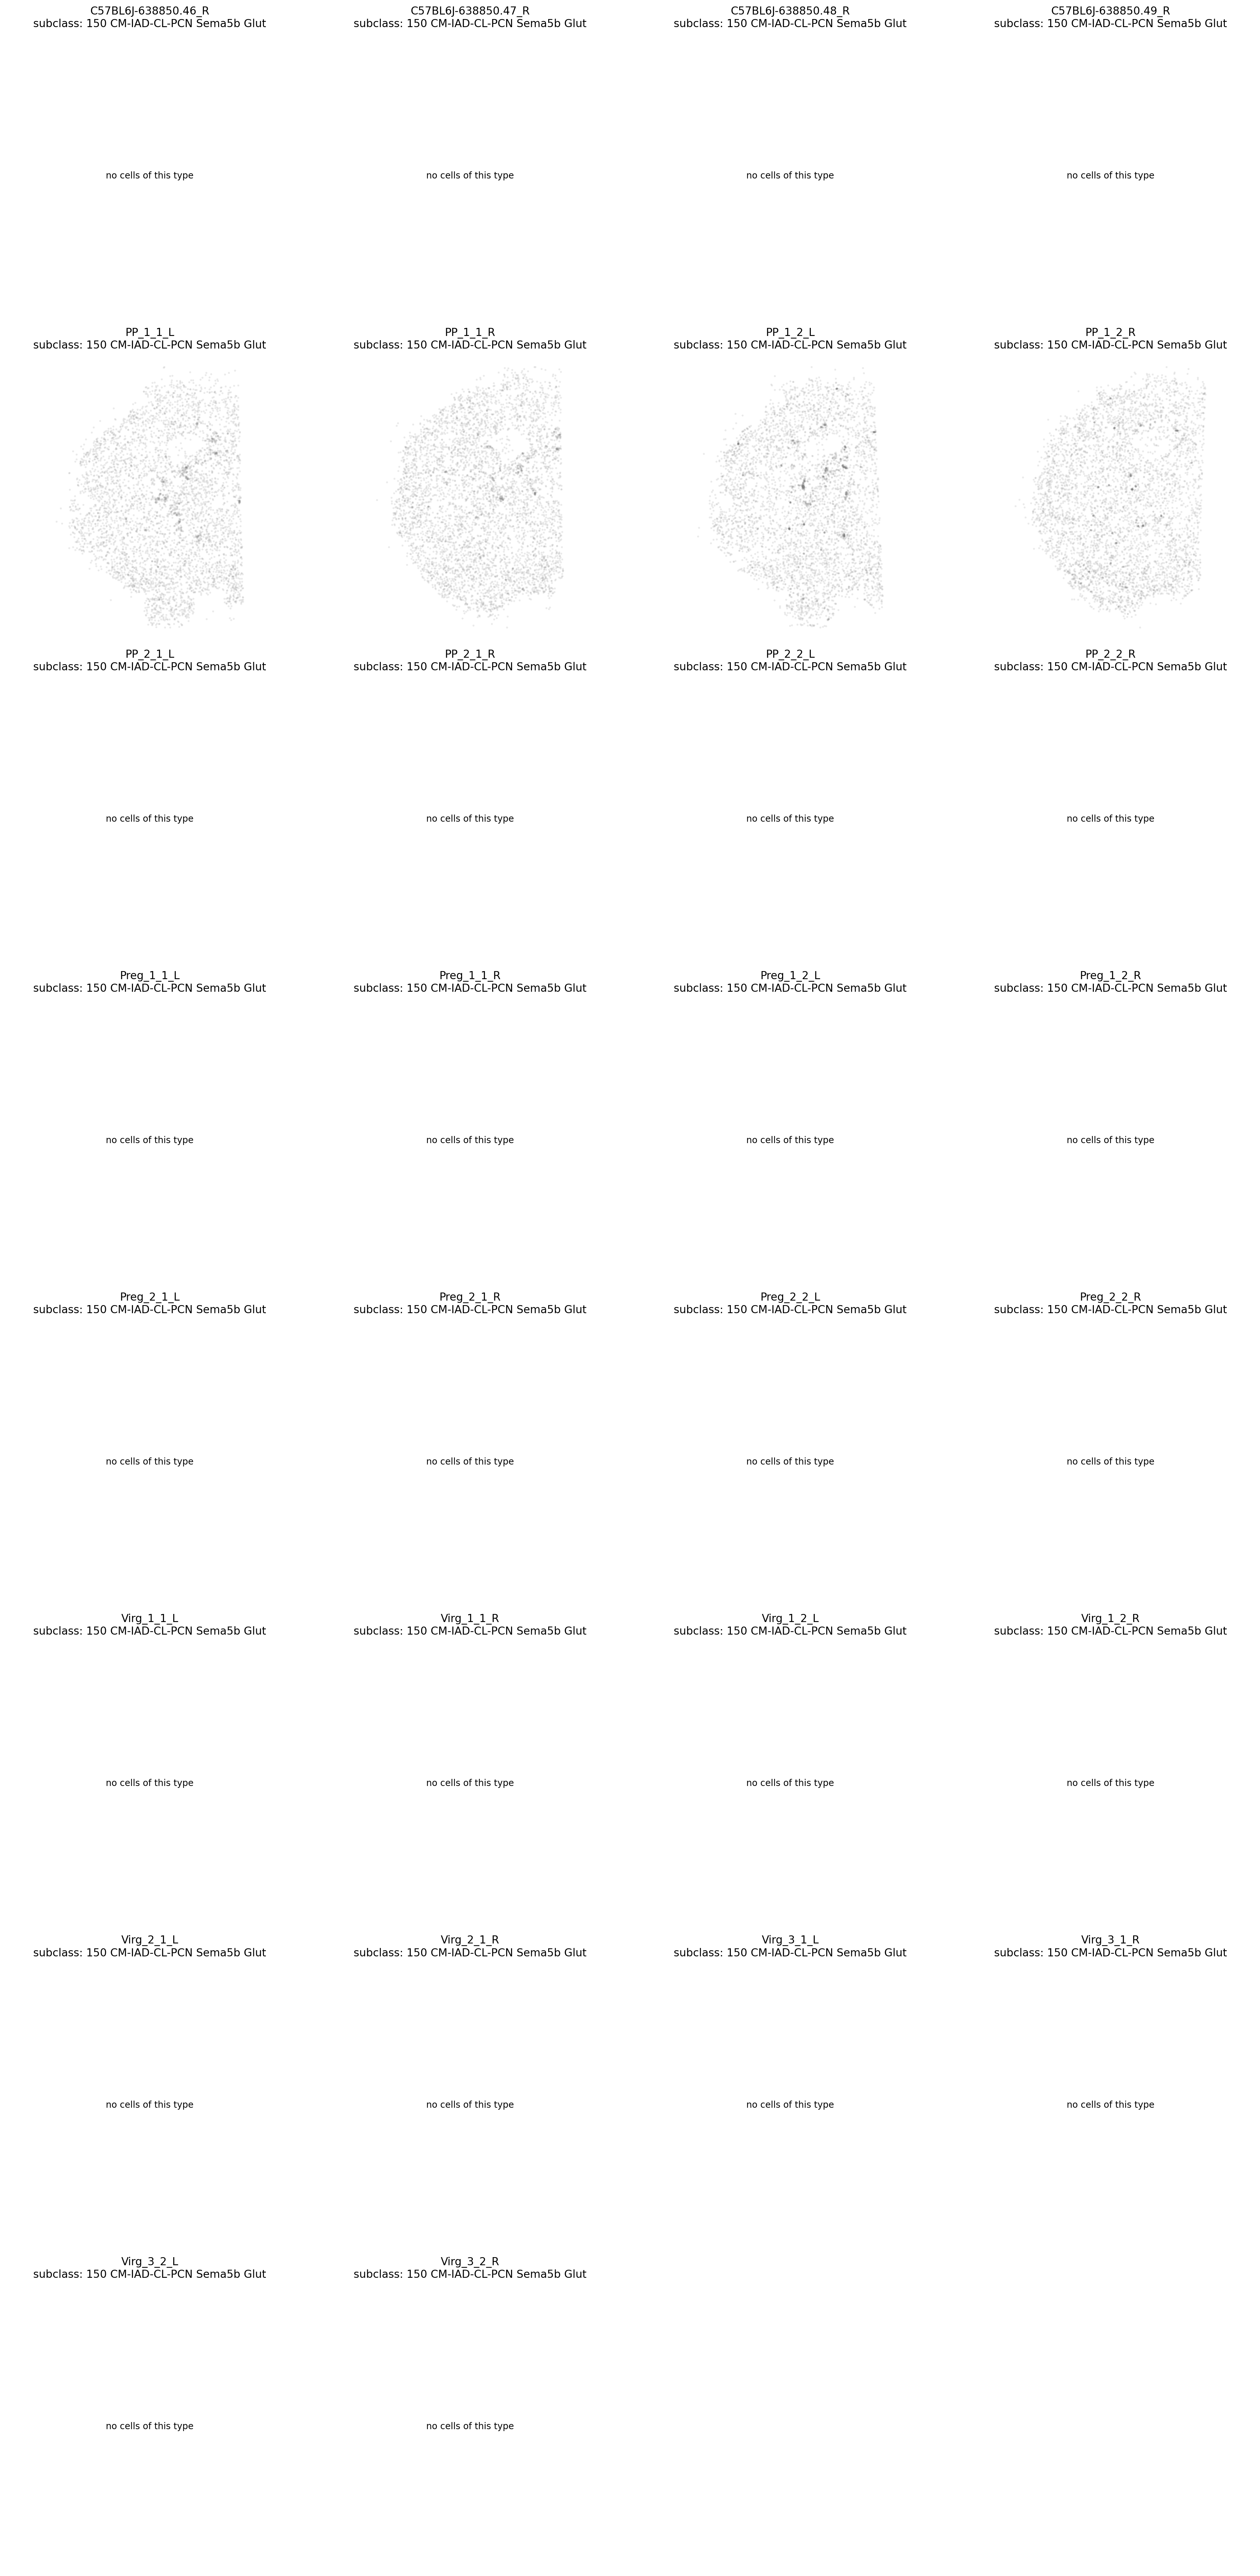 C57BL6J-638850.46_R
subclass: 150 CM-IAD-CL-PCN Sema5b Glut
C57BL6J-638850.47_R
subclass: 150 CM-IAD-CL-PCN Sema5b Glut
C57BL6J-638850.48_R
subclass: 150 CM-IAD-CL-PCN Sema5b Glut
C57BL6J-638850.49_R
subclass: 150 CM-IAD-CL-PCN Sema5b Glut
no cells of this type
no cells of this type
no cells of this type
no cells of this type
PP_1_1_L
subclass: 150 CM-IAD-CL-PCN Sema5b Glut
PP_1_1_R
subclass: 150 CM-IAD-CL-PCN Sema5b Glut
PP_1_2_L
subclass: 150 CM-IAD-CL-PCN Sema5b Glut
PP_1_2_R
subclass: 150 CM-IAD-CL-PCN Sema5b Glut
PP_2_1_L
subclass: 150 CM-IAD-CL-PCN Sema5b Glut
PP_2_1_R
subclass: 150 CM-IAD-CL-PCN Sema5b Glut
PP_2_2_L
subclass: 150 CM-IAD-CL-PCN Sema5b Glut
PP_2_2_R
subclass: 150 CM-IAD-CL-PCN Sema5b Glut
no cells of this type
no cells of this type
no cells of this type
no cells of this type
Preg_1_1_L
subclass: 150 CM-IAD-CL-PCN Sema5b Glut
Preg_1_1_R
subclass: 150 CM-IAD-CL-PCN Sema5b Glut
Preg_1_2_L
subclass: 150 CM-IAD-CL-PCN Sema5b Glut
Preg_1_2_R
subclass: 150 CM-IAD-CL-PCN Sema5b Glut
no cells of this type
no cells of this type
no cells of this type
no cells of this type
Preg_2_1_L
subclass: 150 CM-IAD-CL-PCN Sema5b Glut
Preg_2_1_R
subclass: 150 CM-IAD-CL-PCN Sema5b Glut
Preg_2_2_L
subclass: 150 CM-IAD-CL-PCN Sema5b Glut
Preg_2_2_R
subclass: 150 CM-IAD-CL-PCN Sema5b Glut
no cells of this type
no cells of this type
no cells of this type
no cells of this type
Virg_1_1_L
subclass: 150 CM-IAD-CL-PCN Sema5b Glut
Virg_1_1_R
subclass: 150 CM-IAD-CL-PCN Sema5b Glut
Virg_1_2_L
subclass: 150 CM-IAD-CL-PCN Sema5b Glut
Virg_1_2_R
subclass: 150 CM-IAD-CL-PCN Sema5b Glut
no cells of this type
no cells of this type
no cells of this type
no cells of this type
Virg_2_1_L
subclass: 150 CM-IAD-CL-PCN Sema5b Glut
Virg_2_1_R
subclass: 150 CM-IAD-CL-PCN Sema5b Glut
Virg_3_1_L
subclass: 150 CM-IAD-CL-PCN Sema5b Glut
Virg_3_1_R
subclass: 150 CM-IAD-CL-PCN Sema5b Glut
no cells of this type
no cells of this type
no cells of this type
no cells of this type
Virg_3_2_L
subclass: 150 CM-IAD-CL-PCN Sema5b Glut
Virg_3_2_R
subclass: 150 CM-IAD-CL-PCN Sema5b Glut
no cells of this type
no cells of this type